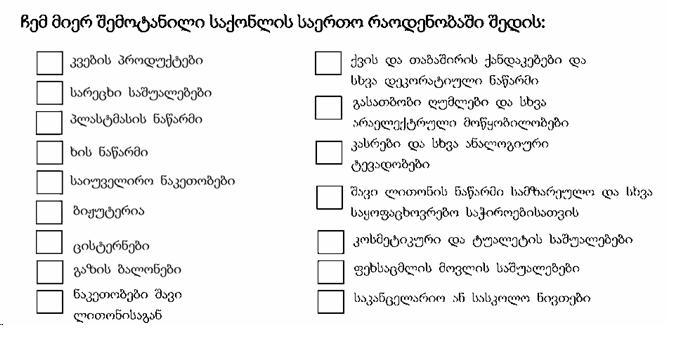 ჩემ მიერ შემოტანილი საქონლის საერთო რაოდენობაში შედის:
კვების პროდუქტები
სარეცხი საშუალებები
პლასტმასის ნაწარმი
ხის ნაწარმი
საიუველირო ნაკეთობები
ბიჟუტერია
ცისტერნები
გაზის ბალონები
ნაკეთობები შავი
ლითონისაგან
ქვის და თაბაშირის ქანდაკებები და
სხვა დეკორატიული ნაწარმი
გასათბობი ღუმლები და სხვა
არაელექტრული მოწყობილობები
კასრები და სხვა ანალოგიური
ტევადობები
შავი ლითონის ნაწარმი სამზარეულო და სხვა
საყოფაცხოვრებო საჭიროებისათვის
კოსმეტიკური და ტუალეტის საშუალებები
ფეხსაცმლის მოვლის საშუალებები
საკანცელარიო ან სასკოლო ნივთები